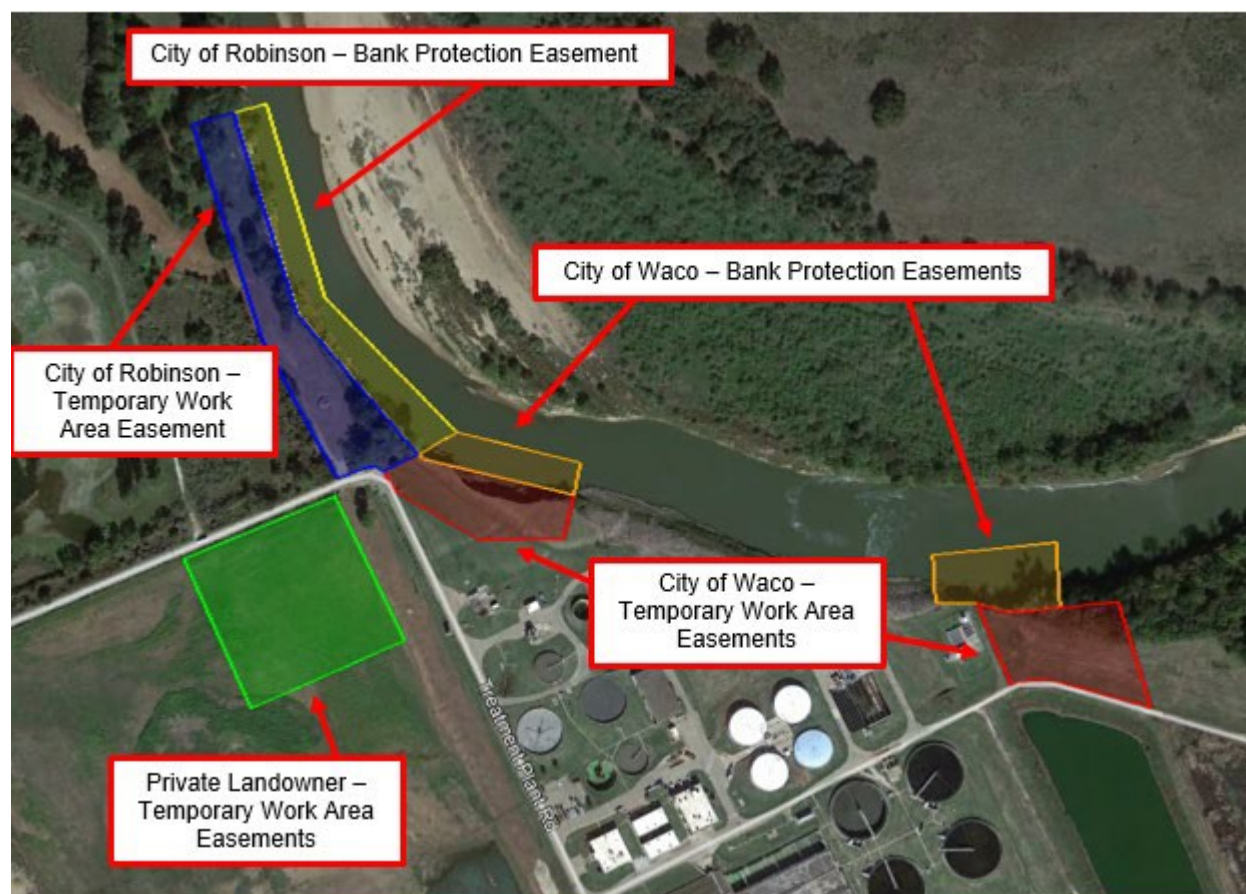 City of Robinson – Bank Protection Easement
City of Waco – Bank Protection Easements
City of Robinson –
Temporary Work
Area Easement
City of Waco –
Temporary Work Area
Easements
Treatment Plant Rd
Private Landowner –
Temporary Work Area
Easements